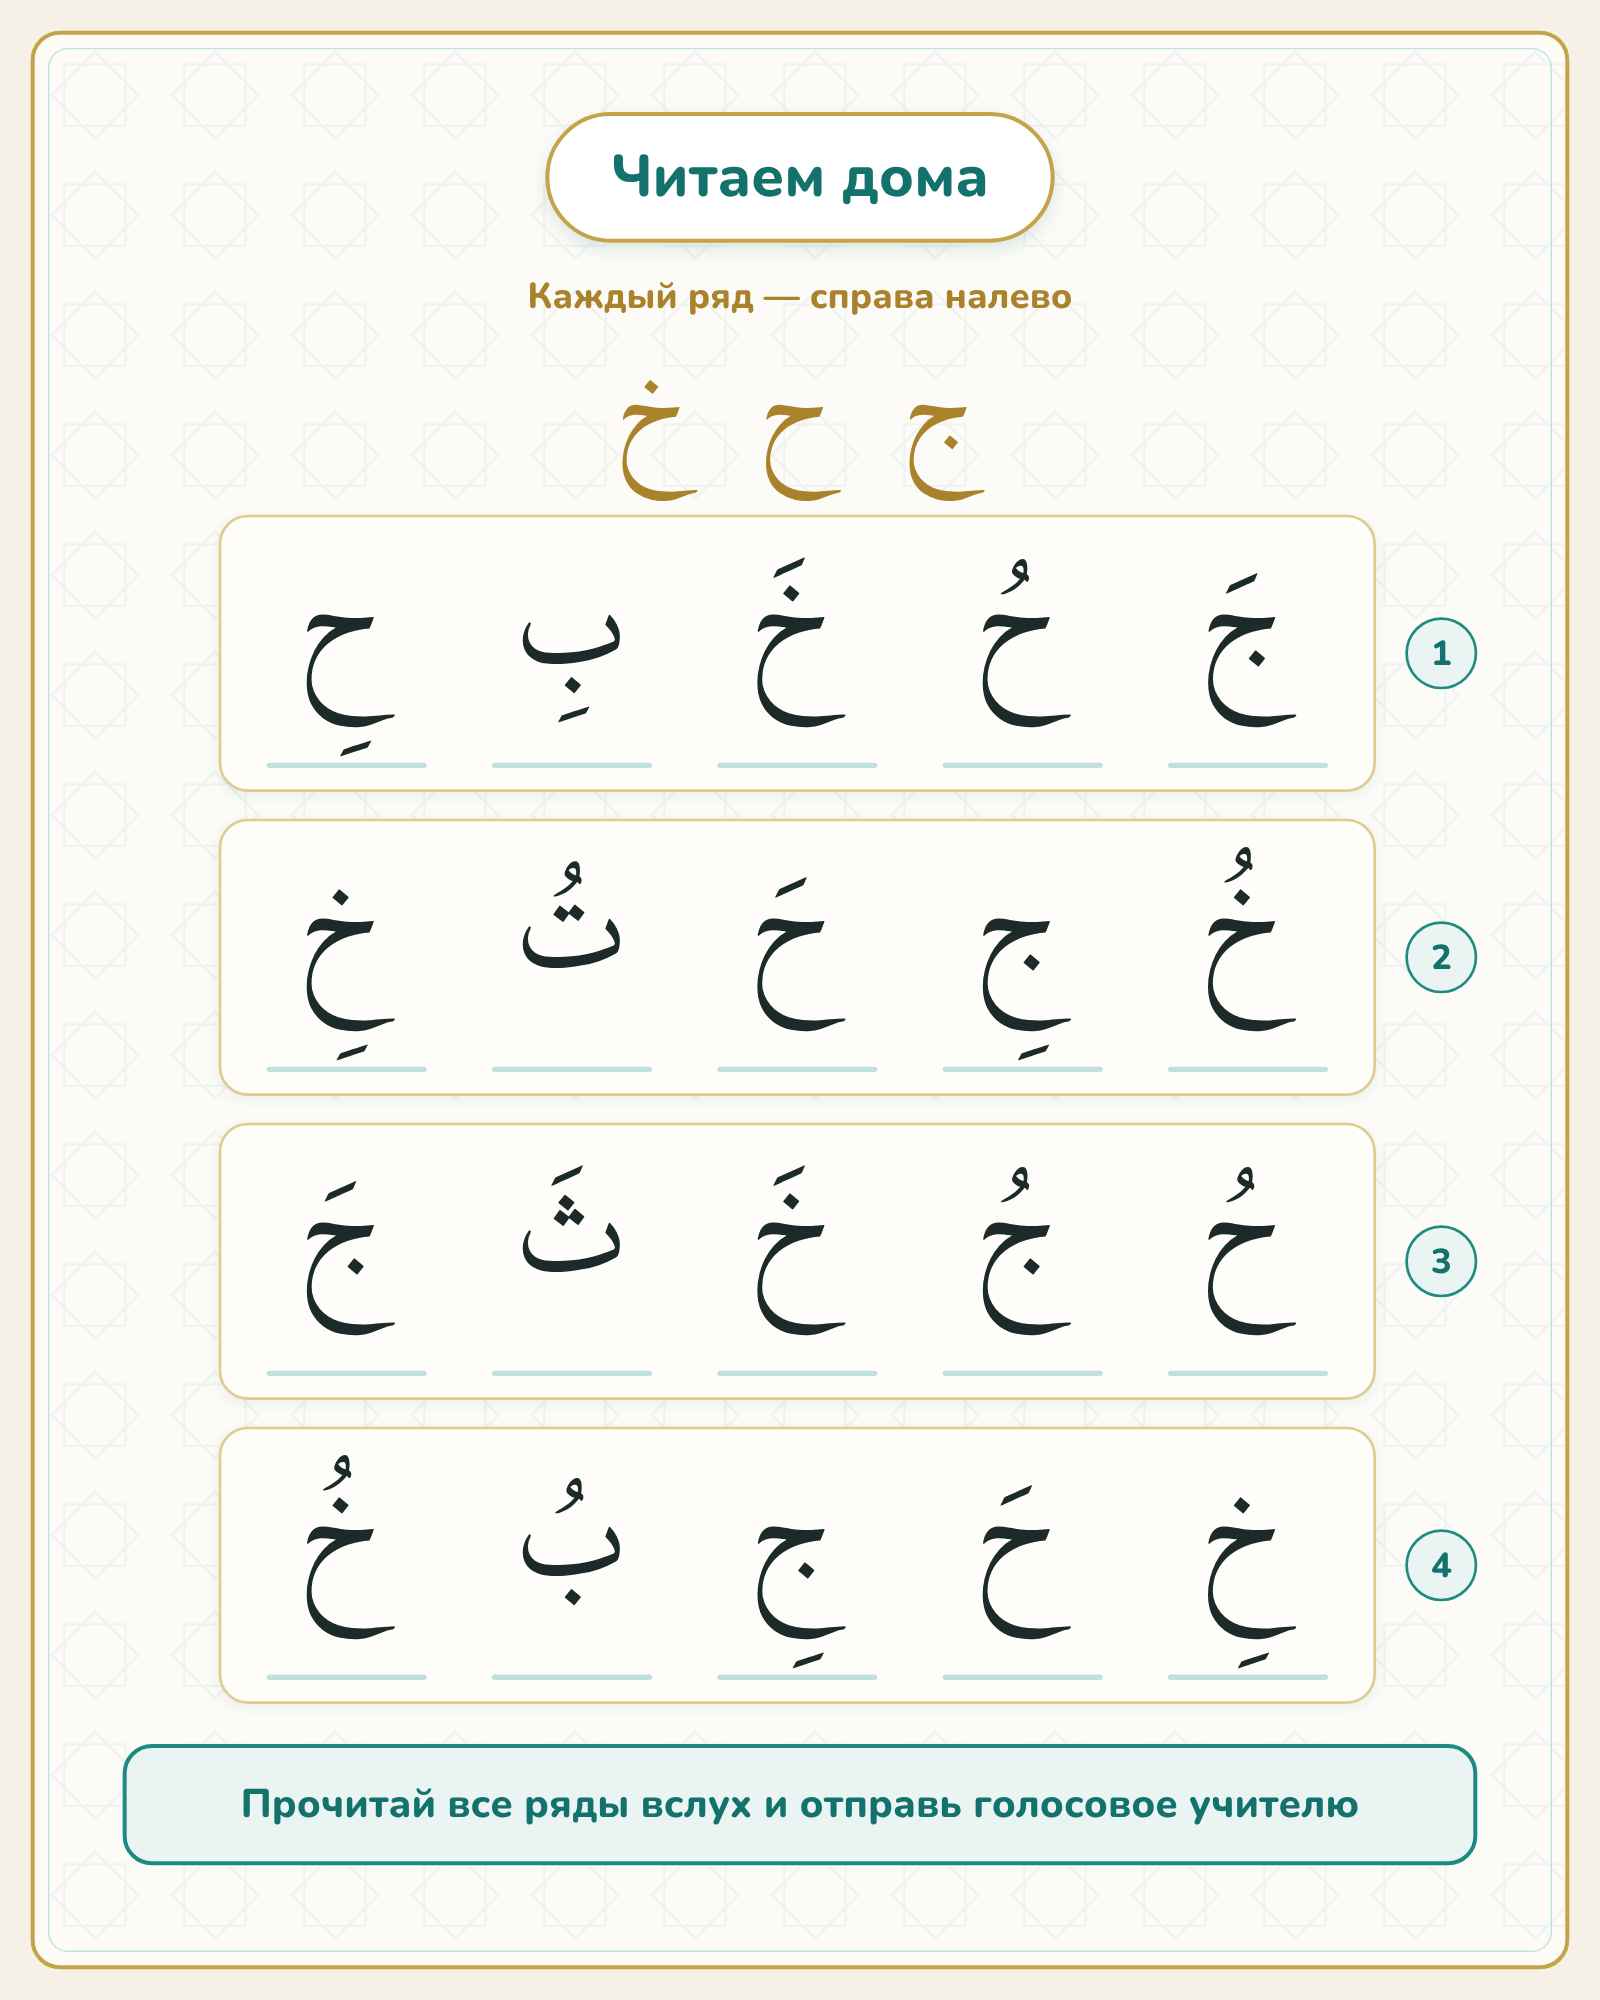 Читаем дома
Каждый ряд — справа налево
ج ح خ
جَ حُ خَ بِ حِ
1
خُ جِ حَ تُ خِ
2
حُ جُ خَ ثَ جَ
3
خِ حَ جِ بُ خُ
4
Прочитай все ряды вслух и отправь голосовое учителю